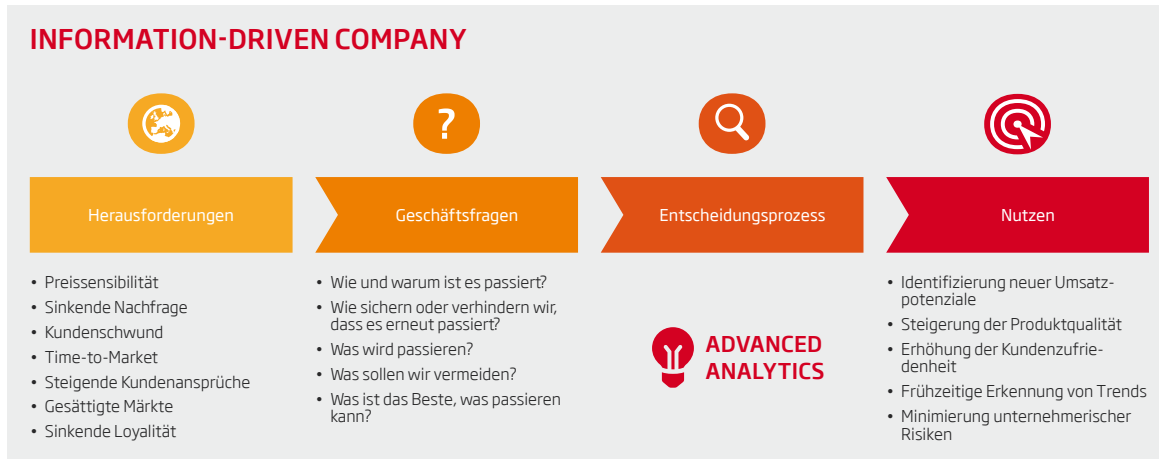 INFORMATION-DRIVEN COMPANY
?
Herausforderungen
Geschäftsfragen
Entscheidungsprozess
Nutzen
• Preissensibilität
• Sinkende Nachfrage
• Kundenschwund
• Time-to-Market
• Steigende Kundenansprüche
• Gesättigte Märkte
• Sinkende Loyalität
• Wie und warum ist es passiert?
• Wie sichern oder verhindern wir,
dass es erneut passiert?
• Was wird passieren?
• Was sollen wir vermeiden?
• Was ist das Beste, was passieren
kann?
ADVANCED
ANALYTICS
• Identifizierung neuer Umsatz-
potenziale
• Steigerung der Produktqualität
• Erhöhung der Kundenzufrie-
denheit
• Frühzeitige Erkennung von Trends
• Minimierung unternehmerischer
Risiken